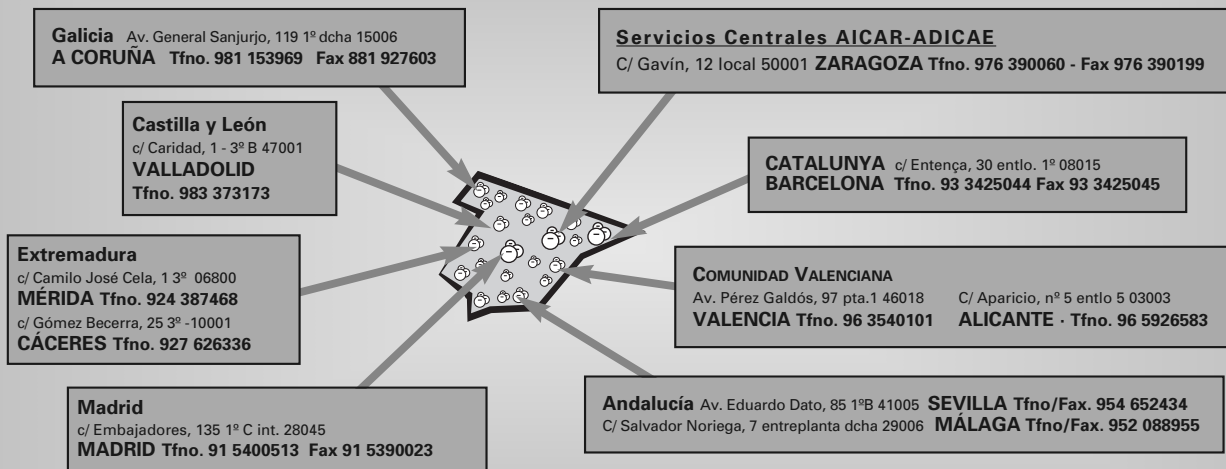 Galicia Av. General Sanjurjo, 119 1º dcha 15006
A CORUÑA Tfno. 981 153969 Fax 881 927603
Servicios Centrales AICAR-ADICAE
C/ Gavín, 12 local 50001 ZARAGOZA Tfno. 976 390060 - Fax 976 390199
Castilla y León
c/ Caridad, 1 - 3º B 47001
VALLADOLID
Tfno. 983 373173
CATALUNYA c/ Entença, 30 entlo. 1º 08015
BARCELONA Tfno. 93 3425044 Fax 93 3425045
Extremadura
c/ Camilo José Cela, 1 3º 06800
MÉRIDA Tfno. 924 387468
c/ Gómez Becerra, 25 3º -10001
CÁCERES Tfno. 927 626336
COMUNIDAD VALENCIANA
Av. Pérez Galdós, 97 pta.1 46018 C/ Aparicio, nº 5 entlo 5 03003
VALENCIA Tfno. 96 3540101 ALICANTE · Tfno. 96 5926583
Madrid
c/ Embajadores, 135 1º C int. 28045
MADRID Tfno. 91 5400513 Fax 91 5390023
Andalucía Av. Eduardo Dato, 85 1ºB 41005 SEVILLA Tfno/Fax. 954 652434
C/ Salvador Noriega, 7 entreplanta dcha 29006 MÁLAGA Tfno/Fax. 952 088955